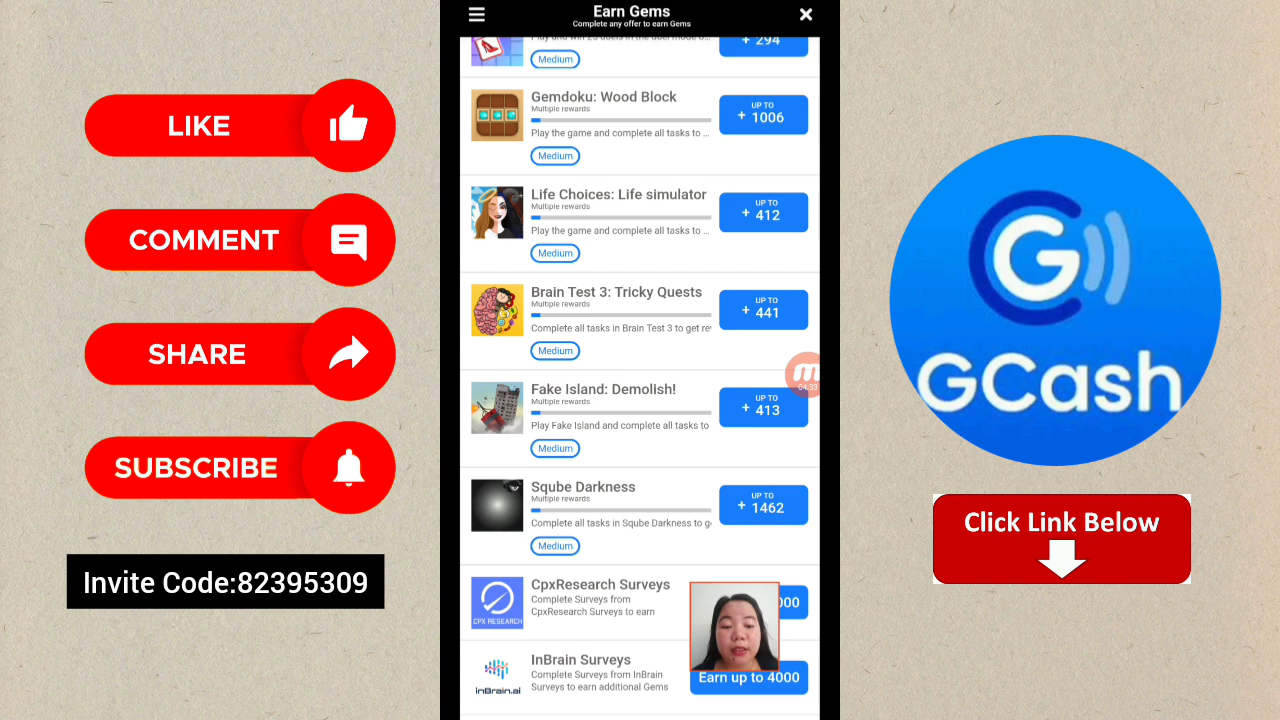 LIKE
COMMENT
SHARE
SUBSCRIBE
Invite Code:82395309
Earn Gems
Complete any offer to earn Gems
+ 294
Medium
Gemdoku: Wood Block
Multiple rewards
Play the game and complete all tasks to ...
Medium
UP TO
+ 1006
Life Choices: Life simulator
Multiple rewards
Play the game and complete all tasks to ...
Medium
UP TO
+ 412
Brain Test 3: Tricky Quests
Multiple rewards
Complete all tasks in Brain Test 3 to get re
Medium
UP TO
+ 441
Fake Island: Demolish!
Multiple rewards
Play Fake Island and complete all tasks to
Medium
UP TO
+ 413
04:33
Sqube Darkness
Multiple rewards
Complete all tasks in Sqube Darkness to g
Medium
UP TO
+ 1462
CPX RESEARCH
CpxResearch Surveys
Complete Surveys from
CpxResearch Surveys to earn
000
inBrain.ai
InBrain Surveys
Complete Surveys from InBrain
Surveys to earn additional Gems
Earn up to 4000
GCash
Click Link Below